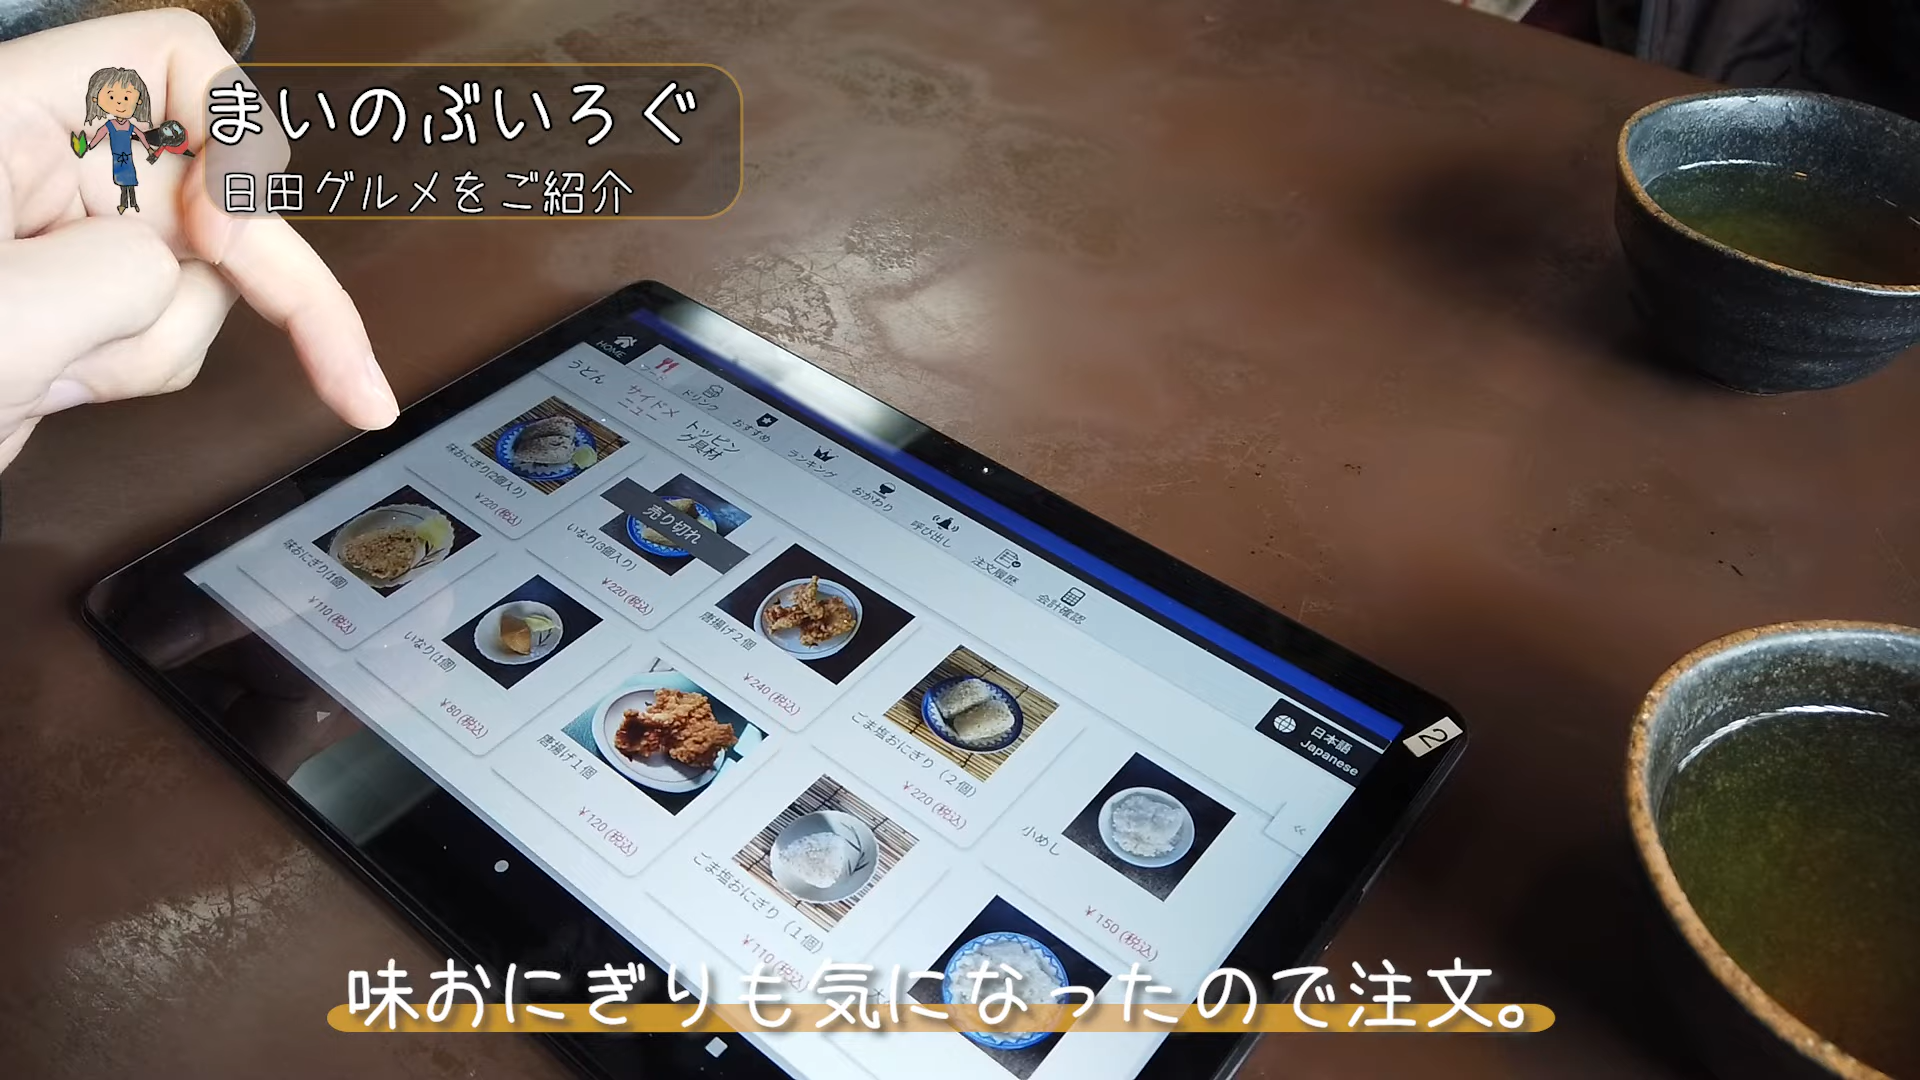 まいのぶいろぐ
日田グルメをご紹介
HOME
フード
ドリンク
おすすめ
ランキング
おかわり
呼び出し
注文履歴
会計確認
日本語
Japanese
2
うどん
サイドメ
ニュー
トッピン
グ具材
味おにぎり(2個入り)
¥220(税込)
売り切れ
いなり(3個入り)
¥220(税込)
唐揚げ2個
¥240(税込)
ごま塩おにぎり(2個)
¥220(税込)
小めし
¥150(税込)
味おにぎり(1個)
¥110(税込)
いなり(1個)
¥80(税込)
唐揚げ1個
¥120(税込)
ごま塩おにぎり(1個)
¥110(税込)
味おにぎりも気になったので注文。